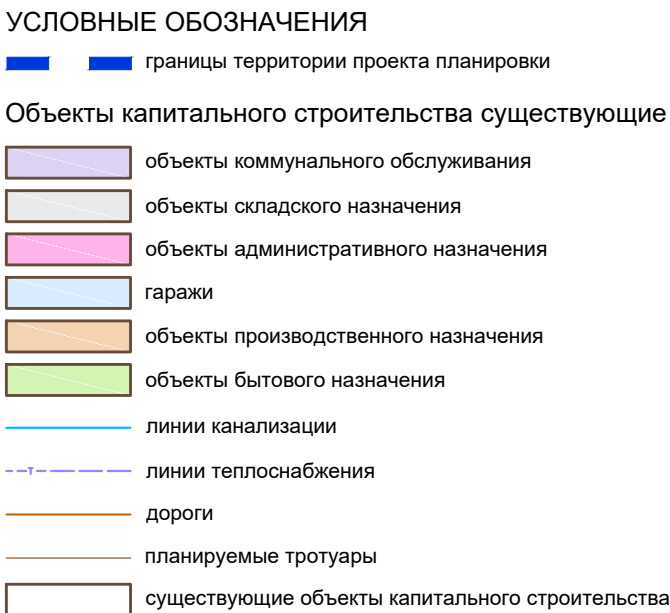 УСЛОВНЫЕ ОБОЗНАЧЕНИЯ
границы территории проекта планировки
Объекты капитального строительства существующие
объекты коммунального обслуживания
объекты складского назначения
объекты административного назначения
гаражи
объекты производственного назначения
объекты бытового назначения
линии канализации
т линии теплоснабжения
дороги
планируемые тротуары
существующие объекты капитального строительства